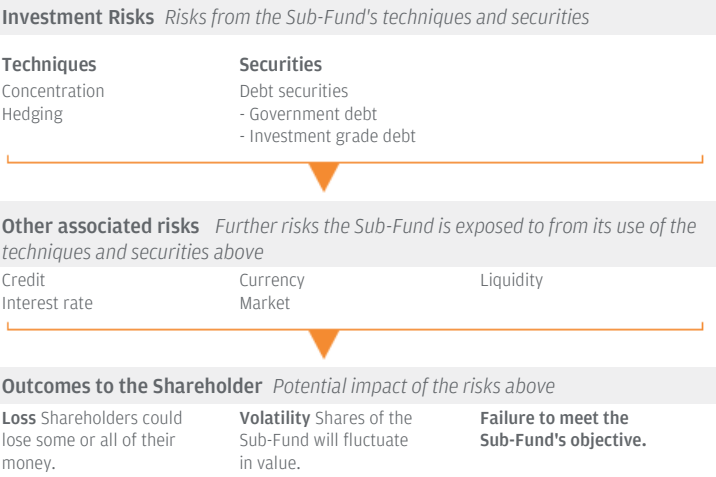 Investment Risks Risks from the Sub-Fund's techniques and securities
Techniques
Concentration
Hedging
Securities
Debt securities
- Government debt
- Investment grade debt
Other associated risks Further risks the Sub-Fund is exposed to from its use of the
techniques and securities above
Credit
Interest rate
Currency
Market
Liquidity
Outcomes to the Shareholder Potential impact of the risks above
Loss Shareholders could
lose some or all of their
money.
Volatility Shares of the
Sub-Fund will fluctuate
in value.
Failure to meet the
Sub-Fund's objective.